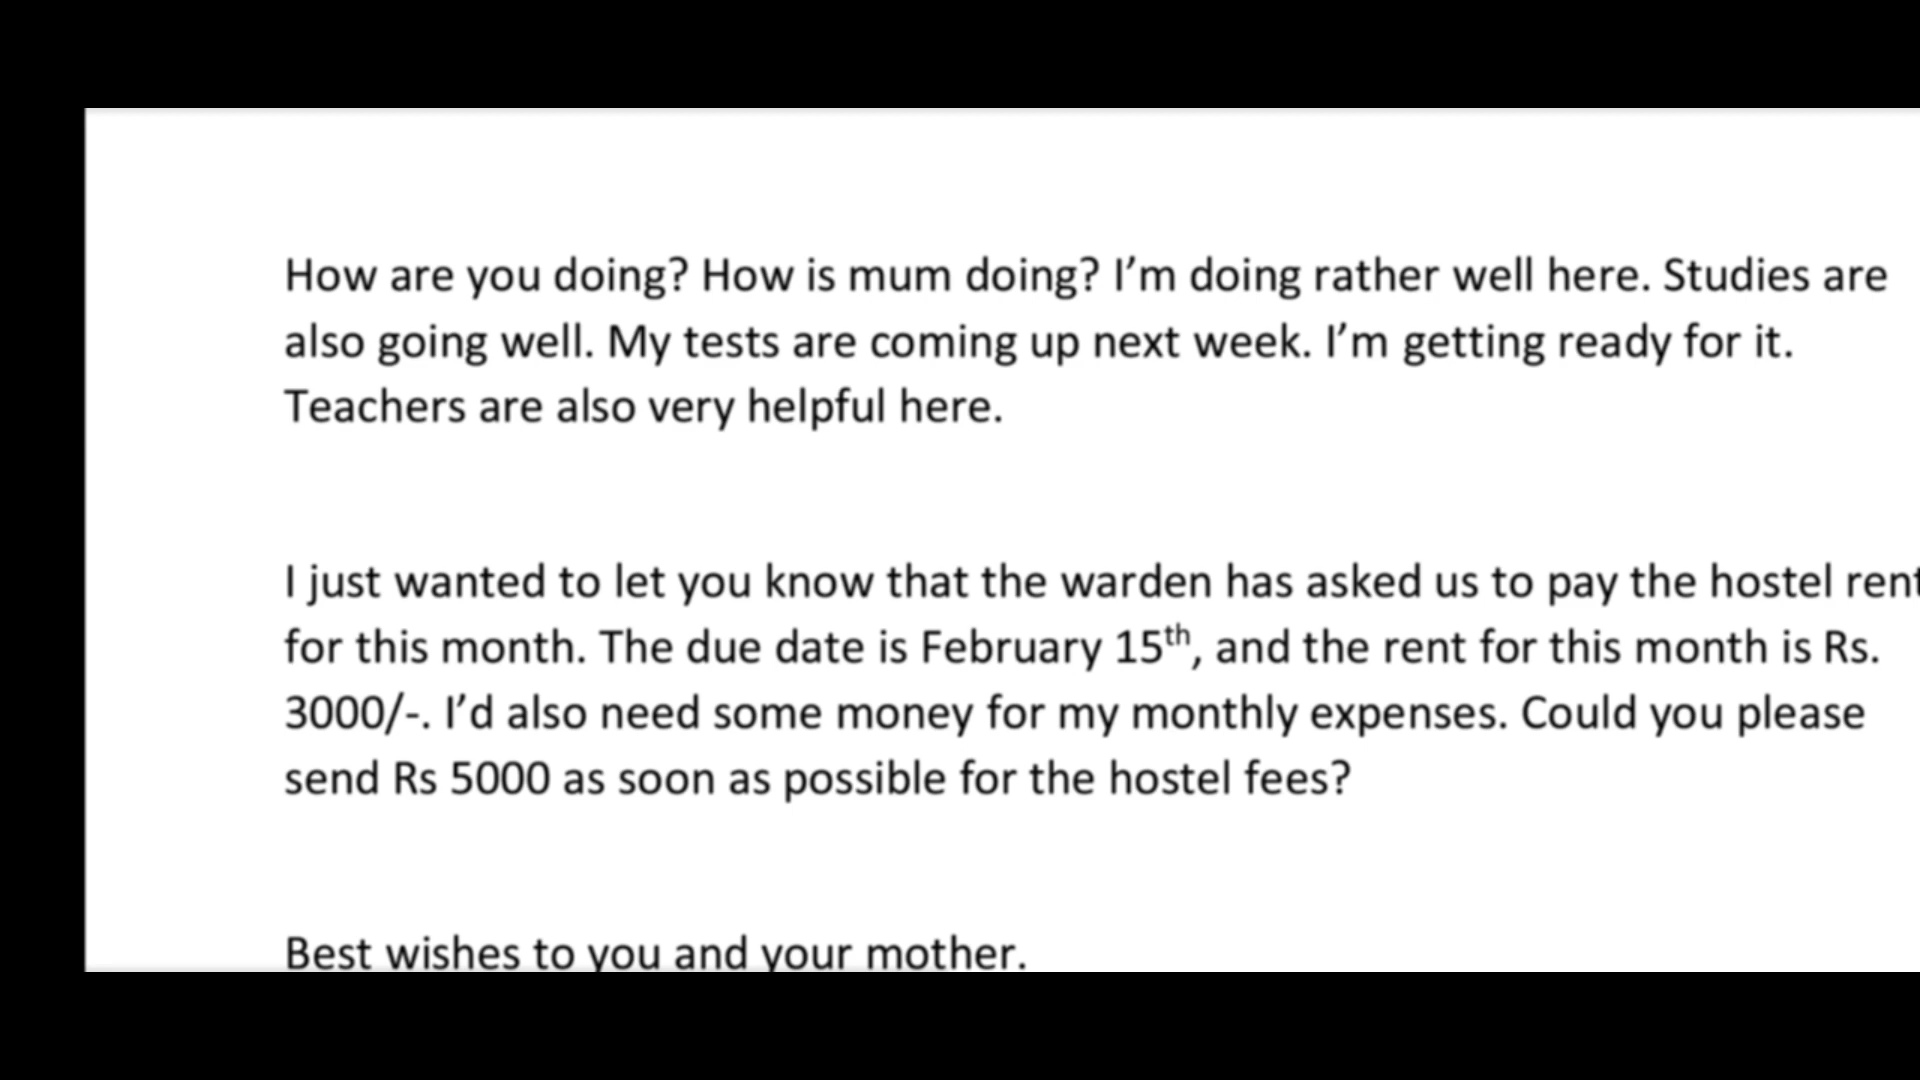 How are you doing? How is mum doing? I’m doing rather well here. Studies are
also going well. My tests are coming up next week. I’m getting ready for it.
Teachers are also very helpful here.
I just wanted to let you know that the warden has asked us to pay the hostel rent
for this month. The due date is February 15th, and the rent for this month is Rs.
3000/-. I’d also need some money for my monthly expenses. Could you please
send Rs 5000 as soon as possible for the hostel fees?
Best wishes to you and your mother.